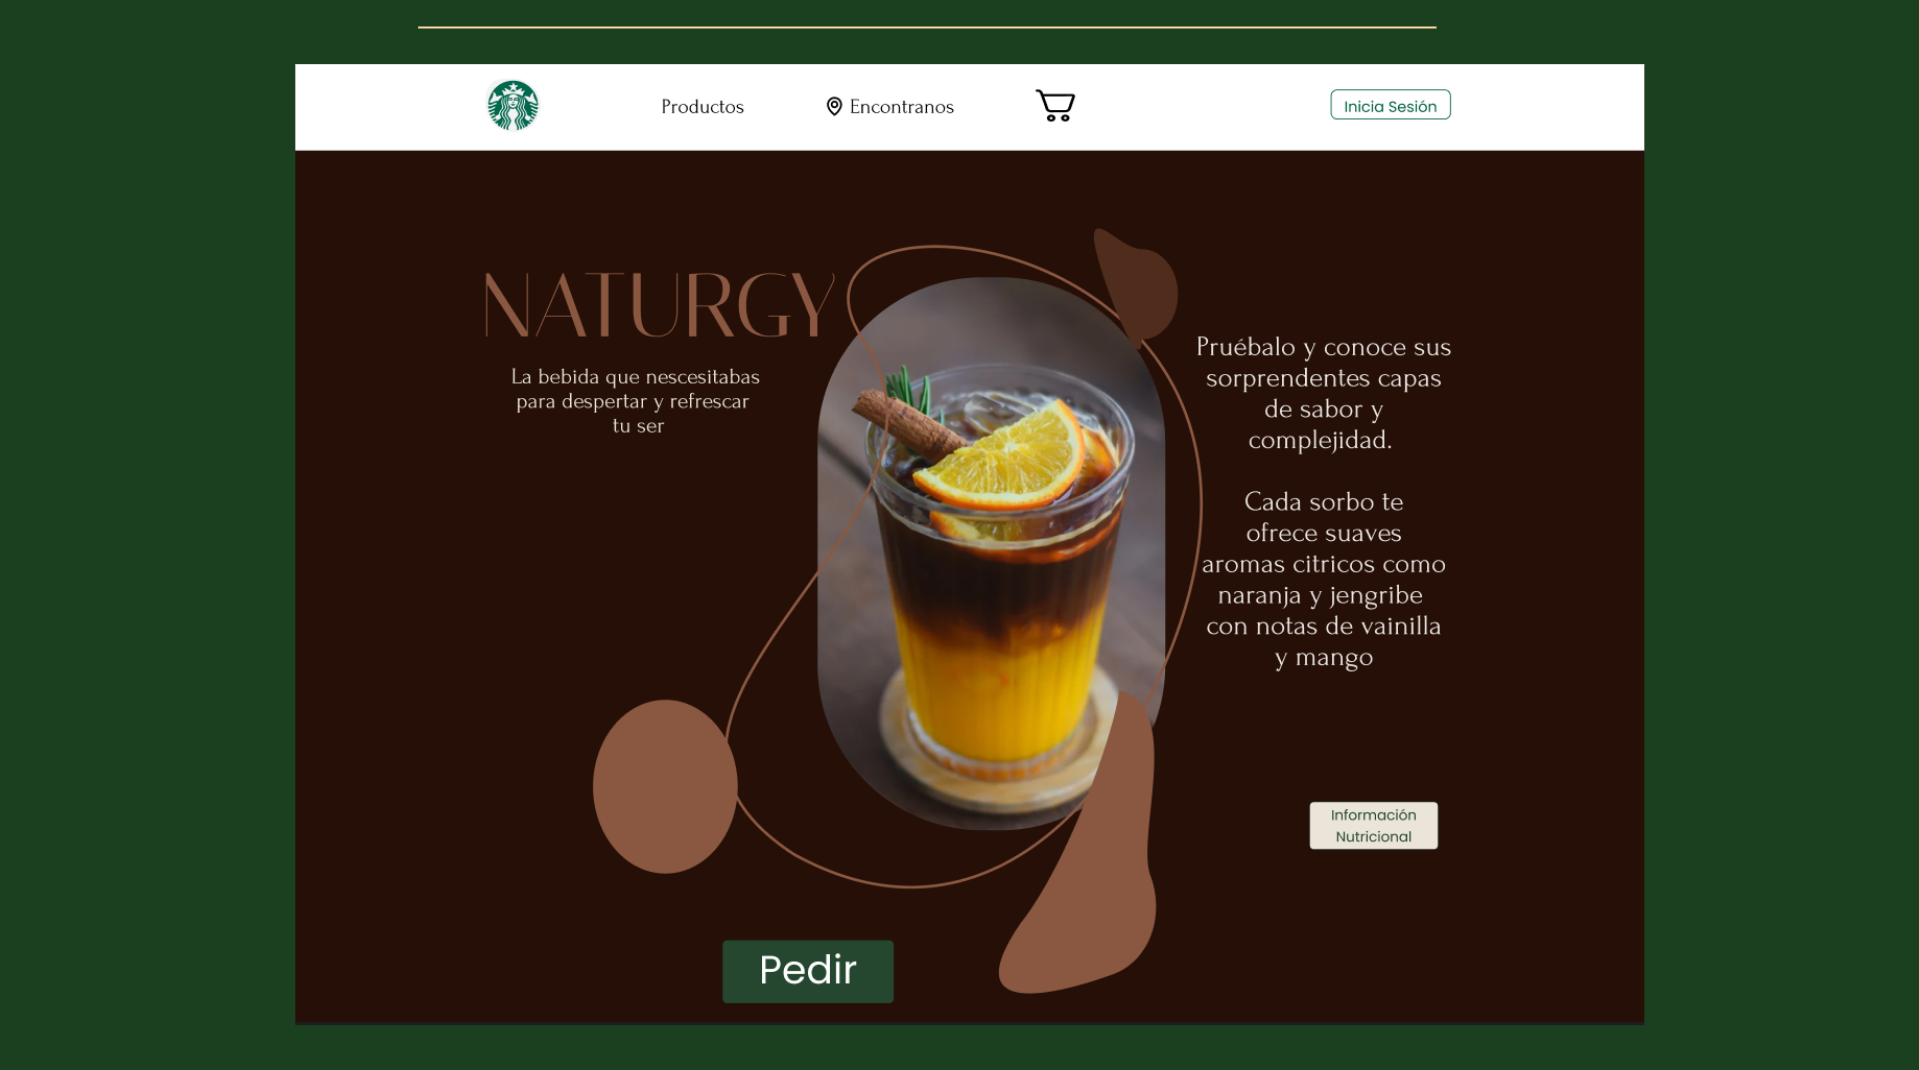 Productos
Encontranos
Inicia Sesión
NATURGY
La bebida que nescesitabas
para despertar y refrescar
tu ser
Pruébalo y conoce sus
sorprendentes capas
de sabor y
complejidad.
Cada sorbo te
ofrece suaves
aromas citricos como
naranja y jengribe
con notas de vainilla
y mango
Información
Nutricional
Pedir